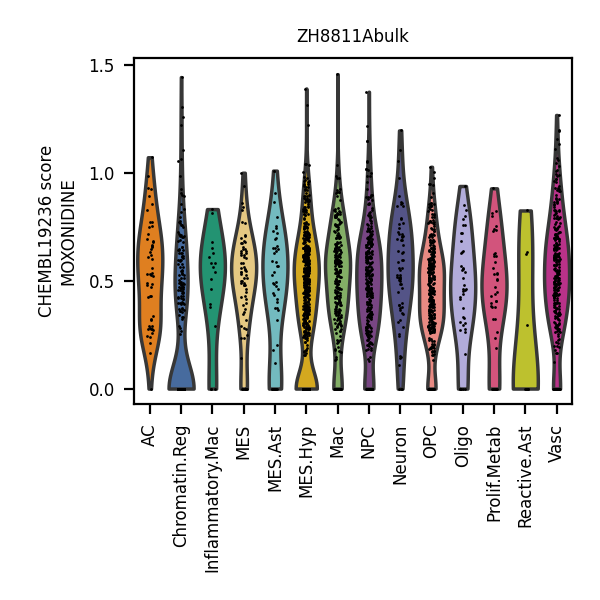 ZH8811Abulk
CHEMBL19236 score
MOXONIDINE
1.5
1.0
0.5
0.0
AC
Chromatin.Reg
Inflammatory.Mac
MES
MES.Ast
MES.Hyp
Mac
NPC
Neuron
OPC
Oligo
Prolif.Metab
Reactive.Ast
Vasc